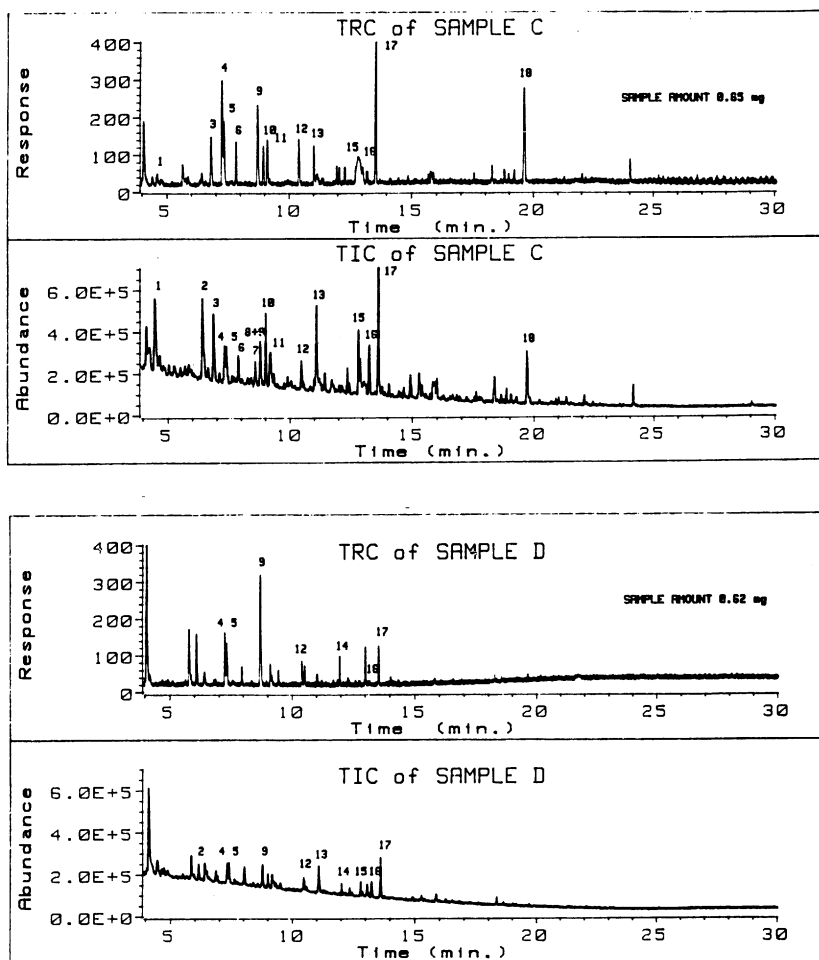 TRC of SAMPLE C
Response
400
300
200
100
0
4
17
3
5
6
9
10
11
12
13
15
16
18
SAMPLE AMOUNT 0.65 mg
5 10 15 20 25 30
Time (min.)
TIC of SAMPLE C
Abundance
6.0E+5
4.0E+5
2.0E+5
0.0E+0
1
2
3
4
5
6
7
8+9
10
11
12
13
15
16
17
18
5 10 15 20 25 30
Time (min.)
TRC of SAMPLE D
Response
400
300
200
100
0
4
5
9
12
14
16
17
SAMPLE AMOUNT 0.62 mg
5 10 15 20 25 30
Time (min.)
TIC of SAMPLE D
Abundance
6.0E+5
4.0E+5
2.0E+5
0.0E+0
2
4
5
9
12
13
14
15
16
17
5 10 15 20 25 30
Time (min.)